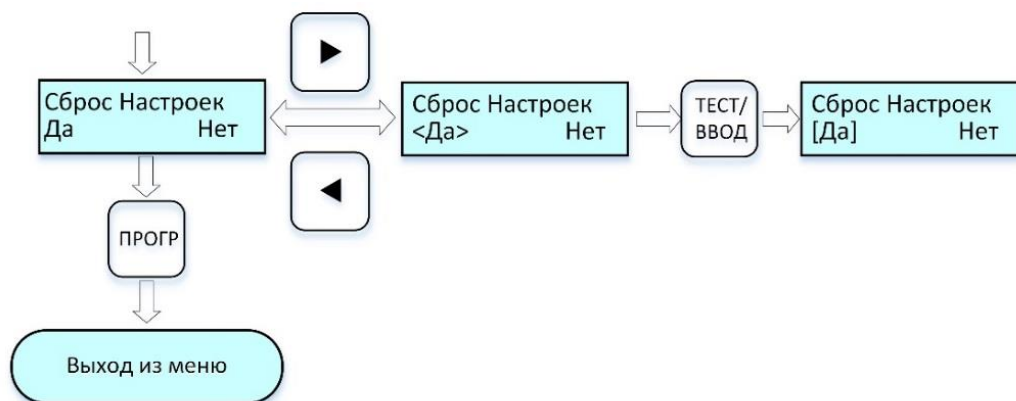 Сброс Настроек
Да Нет
Сброс Настроек
<Да> Нет
ТЕСТ/
ВВОД
Сброс Настроек
[Да] Нет
ПРОГР
Выход из меню